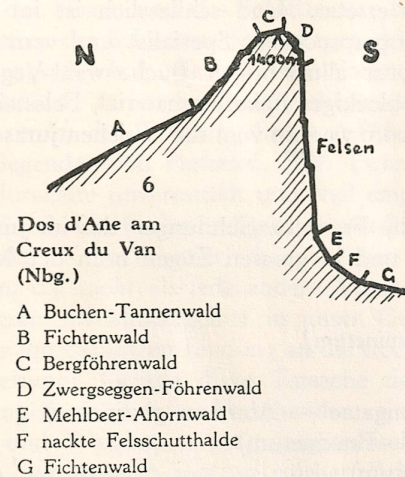 N
S
A
B
C
D
1400m
Felsen
6
E
F
G
Dos d'Ane am
Creux du Van
(Nbg.)
A Buchen-Tannenwald
B Fichtenwald
C Bergföhrenwald
D Zwergseggen-Föhrenwald
E Mehlbeer-Ahornwald
F nackte Felsschutthalde
G Fichtenwald